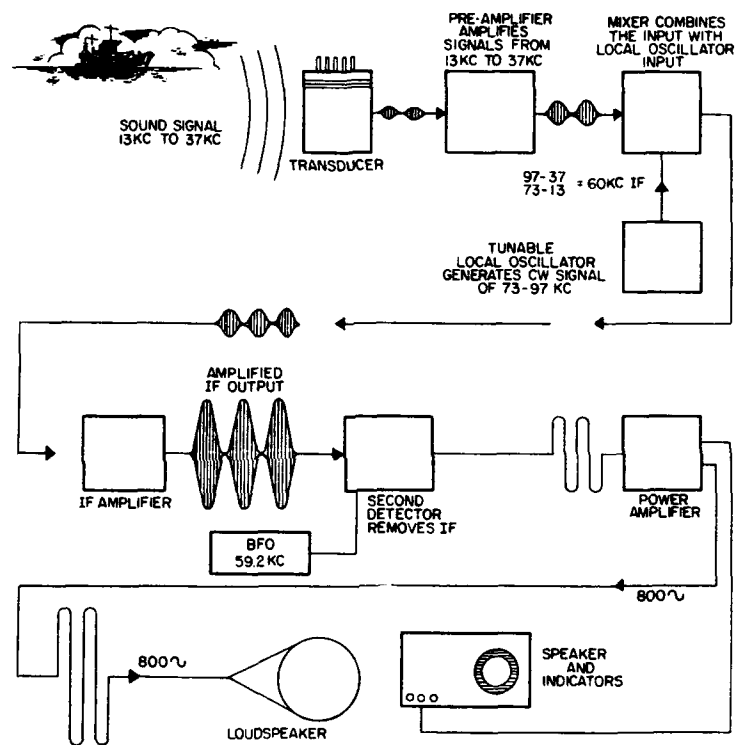 SOUND SIGNAL
13KC TO 37KC
TRANSDUCER
PRE-AMPLIFIER
AMPLIFIES
SIGNALS FROM
13KC TO 37KC
MIXER COMBINES
THE INPUT WITH
LOCAL OSCILLATOR
INPUT
97-37
73-13 = 60KC IF
TUNABLE
LOCAL OSCILLATOR
GENERATES CW SIGNAL
OF 73-97 KC
AMPLIFIED
IF OUTPUT
IF AMPLIFIER
SECOND
DETECTOR
REMOVES IF
BFO
59.2 KC
POWER
AMPLIFIER
800~
800~
LOUDSPEAKER
SPEAKER
AND
INDICATORS